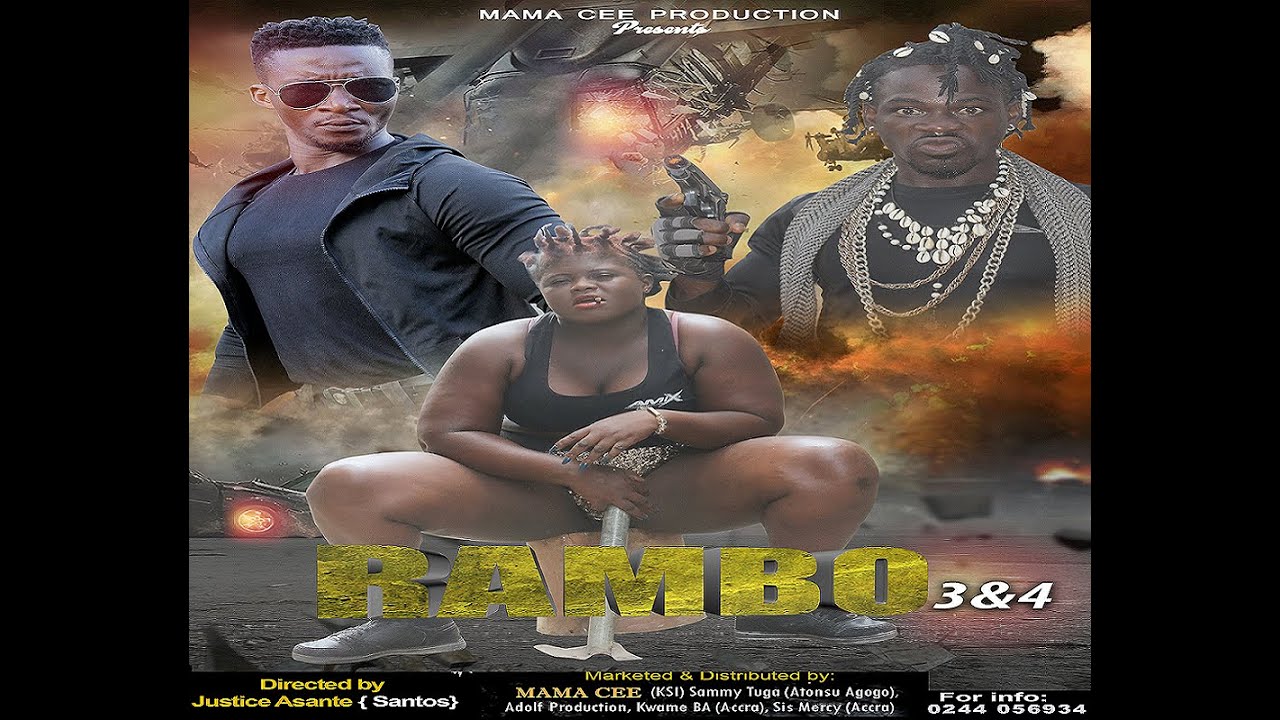 MAMA CEE PRODUCTION
Presents
AMIX
RAMBO 3&4
Directed by
Justice Asante { Santos}
Marketed & Distributed by:
MAMA CEE (KSI) Sammy Tuga (Atonsu Agogo),
Adolf Production, Kwame BA (Accra), Sis Mercy (Accra)
For info:
0244 056934